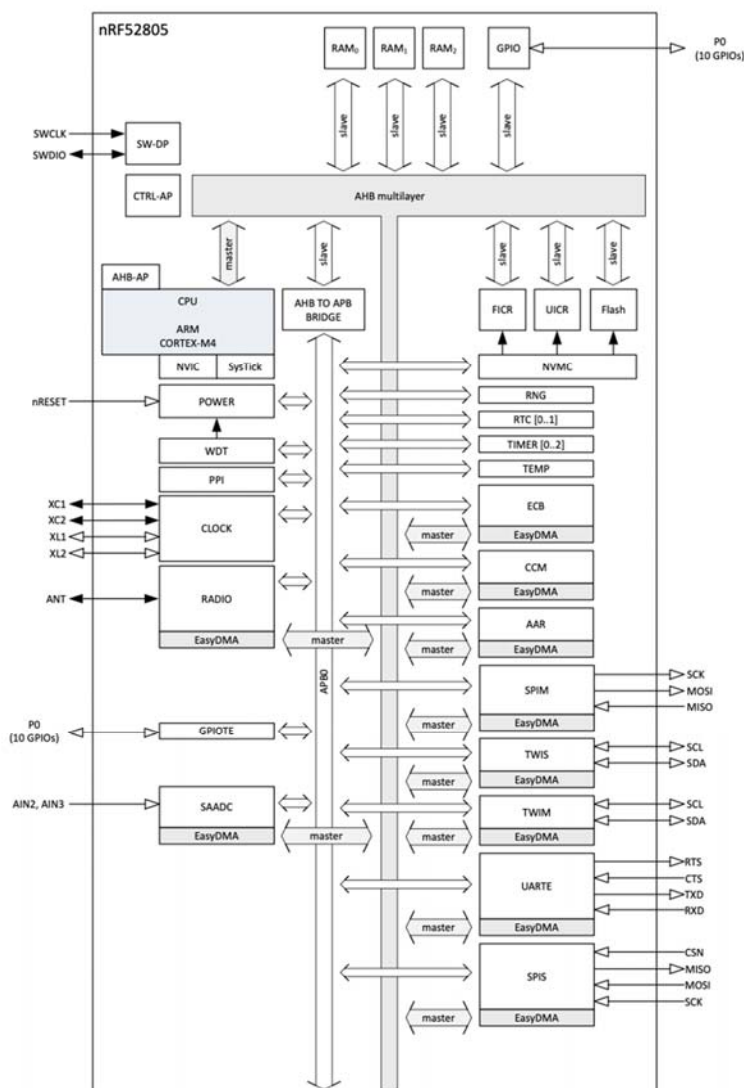 nRF52805
RAM₀ RAM₁ RAM₂ GPIO
P0
(10 GPIOs)
slave slave slave slave
SWCLK
SWDIO
SW-DP
CTRL-AP
AHB multilayer
master slave slave slave slave
AHB-AP
CPU
ARM
CORTEX-M4
NVIC SysTick
AHB TO APB
BRIDGE
FICR UICR Flash
NVMC
nRESET
POWER
RNG
RTC [0..1]
WDT
TIMER [0..2]
PPI
TEMP
XC1
XC2
XL1
XL2
CLOCK
ECB
master EasyDMA
CCM
master EasyDMA
ANT
RADIO
EasyDMA master
AAR
master EasyDMA
APB0
SPIM
SCK
MOSI
MISO
master EasyDMA
P0
(10 GPIOs)
GPIOTE
TWIS
SCL
SDA
master EasyDMA
AIN2, AIN3
SAADC
EasyDMA master
TWIM
SCL
SDA
master EasyDMA
UARTE
RTS
CTS
TXD
RXD
master EasyDMA
SPIS
CSN
MISO
MOSI
SCK
master EasyDMA